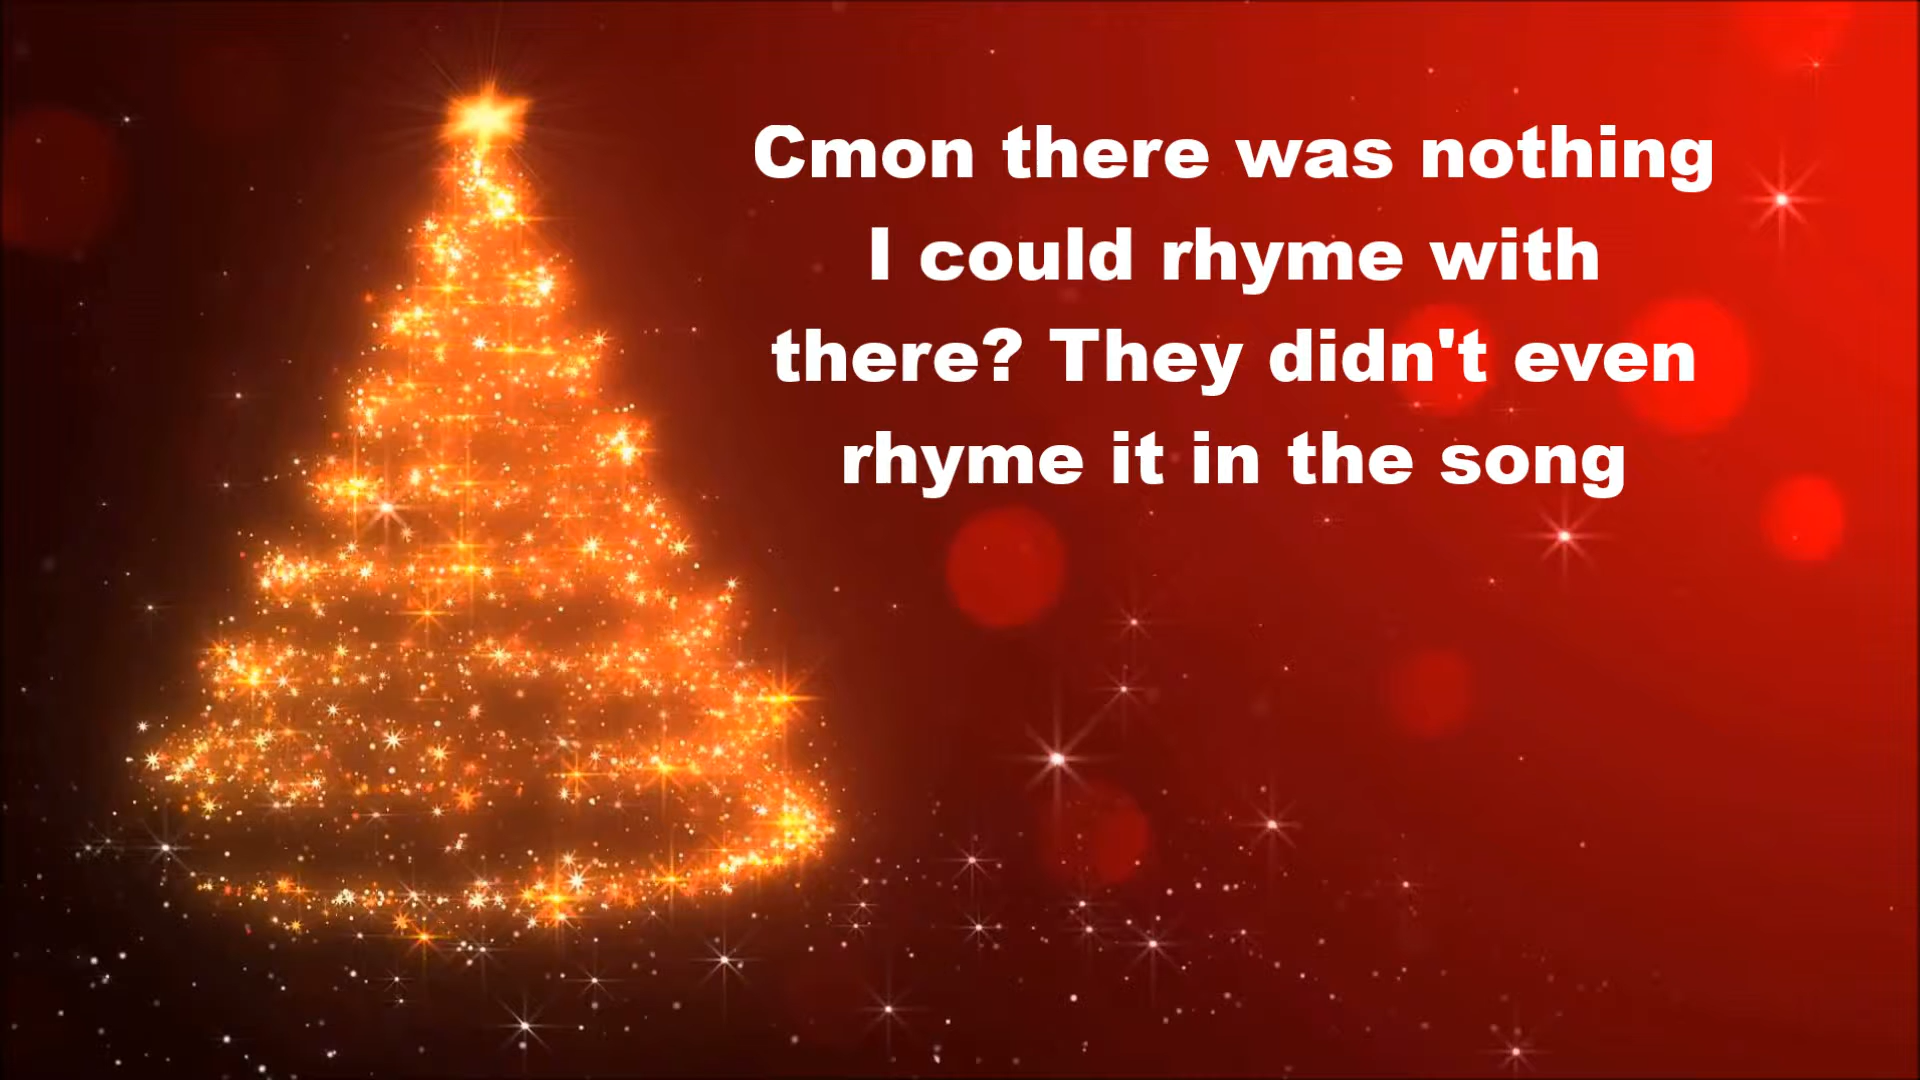 Cmon there was nothing
I could rhyme with
there? They didn't even
rhyme it in the song